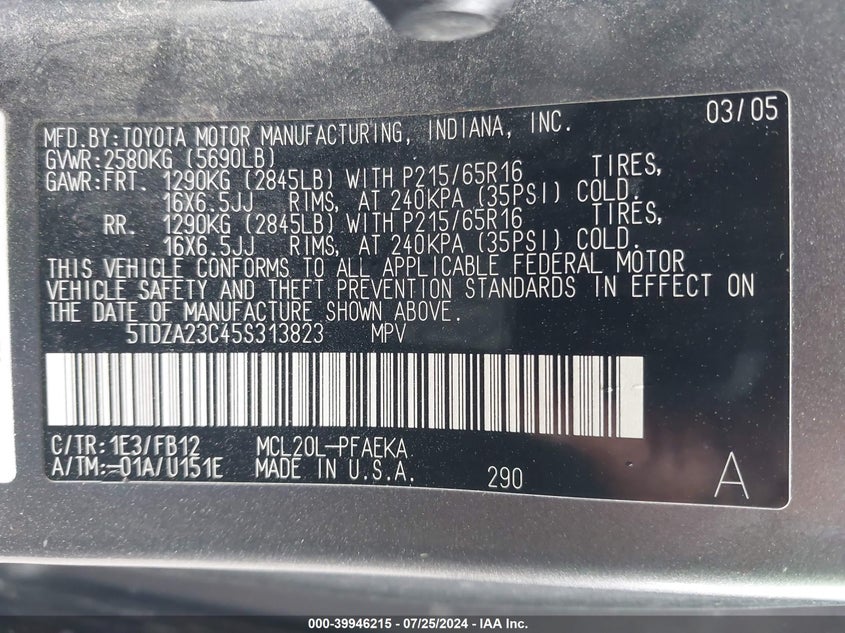 03/05
MFD.BY:TOYOTA MOTOR MANUFACTURING, INDIANA, INC.
GVWR:2580KG (5690LB)
GAWR:FRT. 1290KG (2845LB) WITH P215/65R16 TIRES,
16X6.5JJ RIMS, AT 240KPA (35PSI) COLD.
RR. 1290KG (2845LB) WITH P215/65R16 TIRES,
16X6.5JJ RIMS, AT 240KPA (35PSI) COLD.
THIS VEHICLE CONFORMS TO ALL APPLICABLE FEDERAL MOTOR
VEHICLE SAFETY AND THEFT PREVENTION STANDARDS IN EFFECT ON
THE DATE OF MANUFACTURE SHOWN ABOVE.
5TDZA23C45S313823 MPV
C/TR:1E3/FB12 MCL20L-PFAEKA
A/TM:-01A/U151E MADE IN U.S.A. 290 A
000-39946215 - 07/25/2024 - IAA Inc.